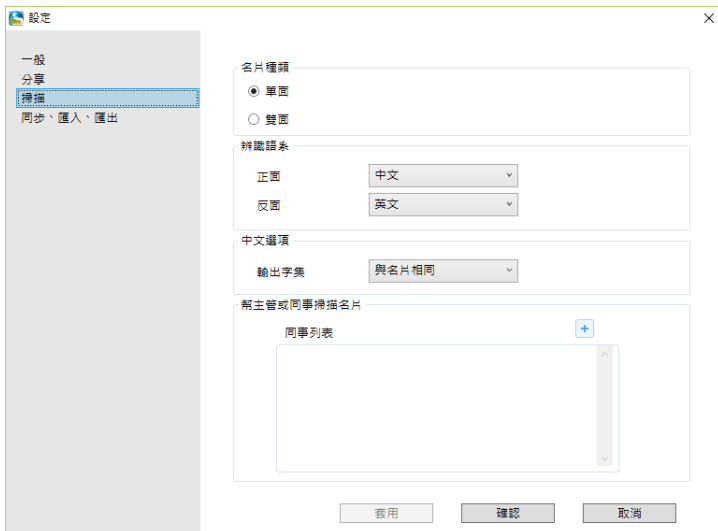 設定
一般
分享
掃描
同步、匯入、匯出
名片種類
單面
雙面
辨識語系
正面 中文
反面 英文
中文選項
輸出字集 與名片相同
幫主管或同事掃描名片
同事列表
套用 確認 取消